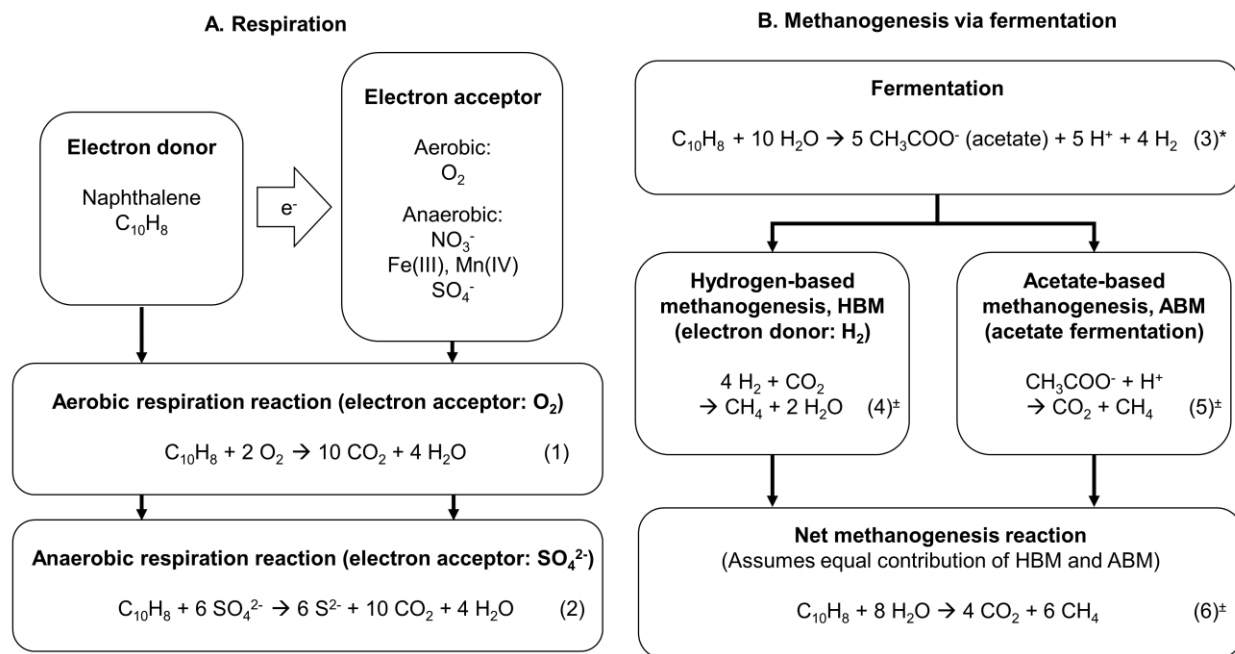 A. Respiration
Electron donor
Naphthalene
C₁₀H₈
e⁻
Electron acceptor
Aerobic:
O₂
Anaerobic:
NO₃⁻
Fe(III), Mn(IV)
SO₄⁻
Aerobic respiration reaction (electron acceptor: O₂)
C₁₀H₈ + 2 O₂ → 10 CO₂ + 4 H₂O (1)
Anaerobic respiration reaction (electron acceptor: SO₄²⁻)
C₁₀H₈ + 6 SO₄²⁻ → 6 S²⁻ + 10 CO₂ + 4 H₂O (2)
B. Methanogenesis via fermentation
Fermentation
C₁₀H₈ + 10 H₂O → 5 CH₃COO⁻ (acetate) + 5 H⁺ + 4 H₂ (3)*
Hydrogen-based
methanogenesis, HBM
(electron donor: H₂)
4 H₂ + CO₂
→ CH₄ + 2 H₂O (4)±
Acetate-based
methanogenesis, ABM
(acetate fermentation)
CH₃COO⁻ + H⁺
→ CO₂ + CH₄ (5)±
Net methanogenesis reaction
(Assumes equal contribution of HBM and ABM)
C₁₀H₈ + 8 H₂O → 4 CO₂ + 6 CH₄ (6)±